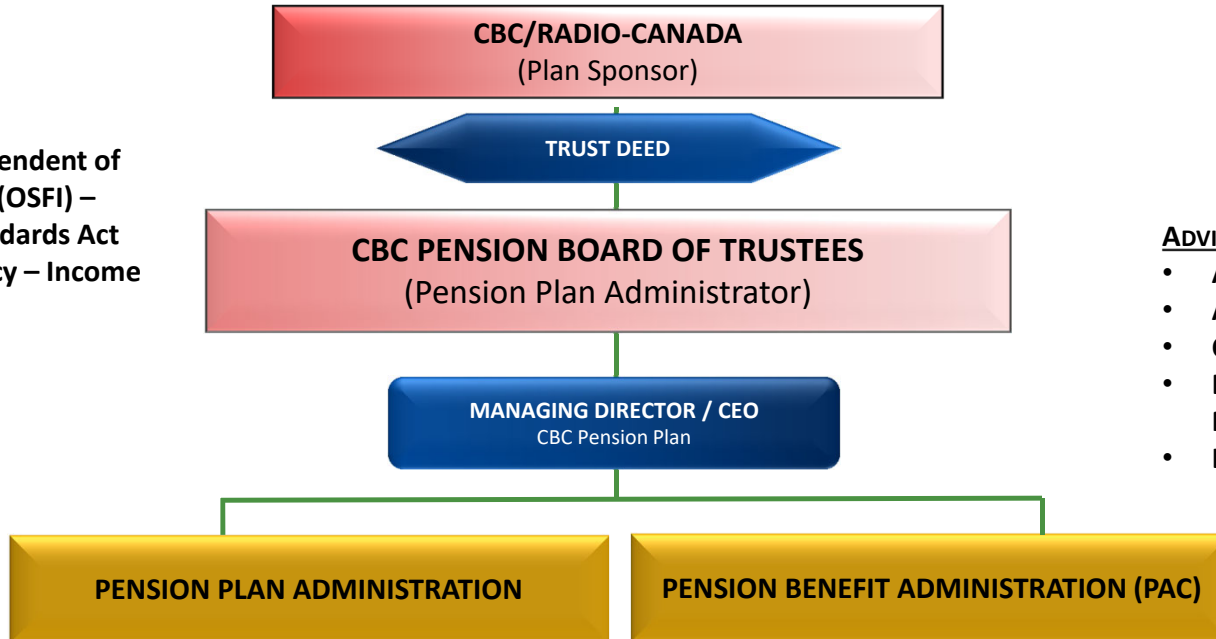 CBC/RADIO-CANADA
(Plan Sponsor)
TRUST DEED
endent of
(OSFI) –
dards Act
cy – Income
CBC PENSION BOARD OF TRUSTEES
(Pension Plan Administrator)
ADVI
• A
• A
• C
•
•
MANAGING DIRECTOR / CEO
CBC Pension Plan
PENSION PLAN ADMINISTRATION
PENSION BENEFIT ADMINISTRATION (PAC)